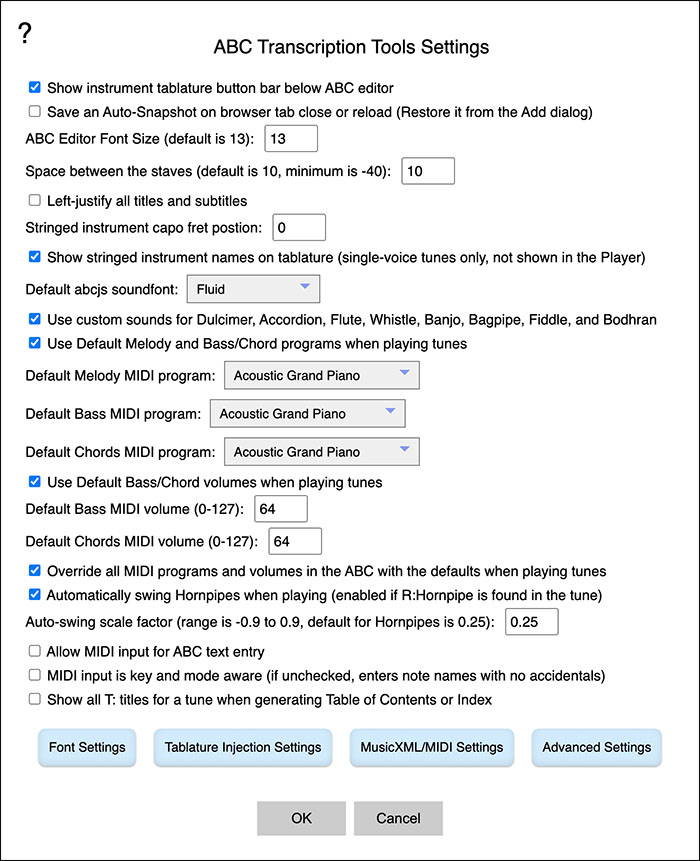 ?
ABC Transcription Tools Settings
Show instrument tablature button bar below ABC editor
Save an Auto-Snapshot on browser tab close or reload (Restore it from the Add dialog)
ABC Editor Font Size (default is 13): 13
Space between the staves (default is 10, minimum is -40): 10
Left-justify all titles and subtitles
Stringed instrument capo fret postion: 0
Show stringed instrument names on tablature (single-voice tunes only, not shown in the Player)
Default abcjs soundfont: Fluid
Use custom sounds for Dulcimer, Accordion, Flute, Whistle, Banjo, Bagpipe, Fiddle, and Bodhran
Use Default Melody and Bass/Chord programs when playing tunes
Default Melody MIDI program: Acoustic Grand Piano
Default Bass MIDI program: Acoustic Grand Piano
Default Chords MIDI program: Acoustic Grand Piano
Use Default Bass/Chord volumes when playing tunes
Default Bass MIDI volume (0-127): 64
Default Chords MIDI volume (0-127): 64
Override all MIDI programs and volumes in the ABC with the defaults when playing tunes
Automatically swing Hornpipes when playing (enabled if R:Hornpipe is found in the tune)
Auto-swing scale factor (range is -0.9 to 0.9, default for Hornpipes is 0.25): 0.25
Allow MIDI input for ABC text entry
MIDI input is key and mode aware (if unchecked, enters note names with no accidentals)
Show all T: titles for a tune when generating Table of Contents or Index
Font Settings Tablature Injection Settings MusicXML/MIDI Settings Advanced Settings
OK Cancel